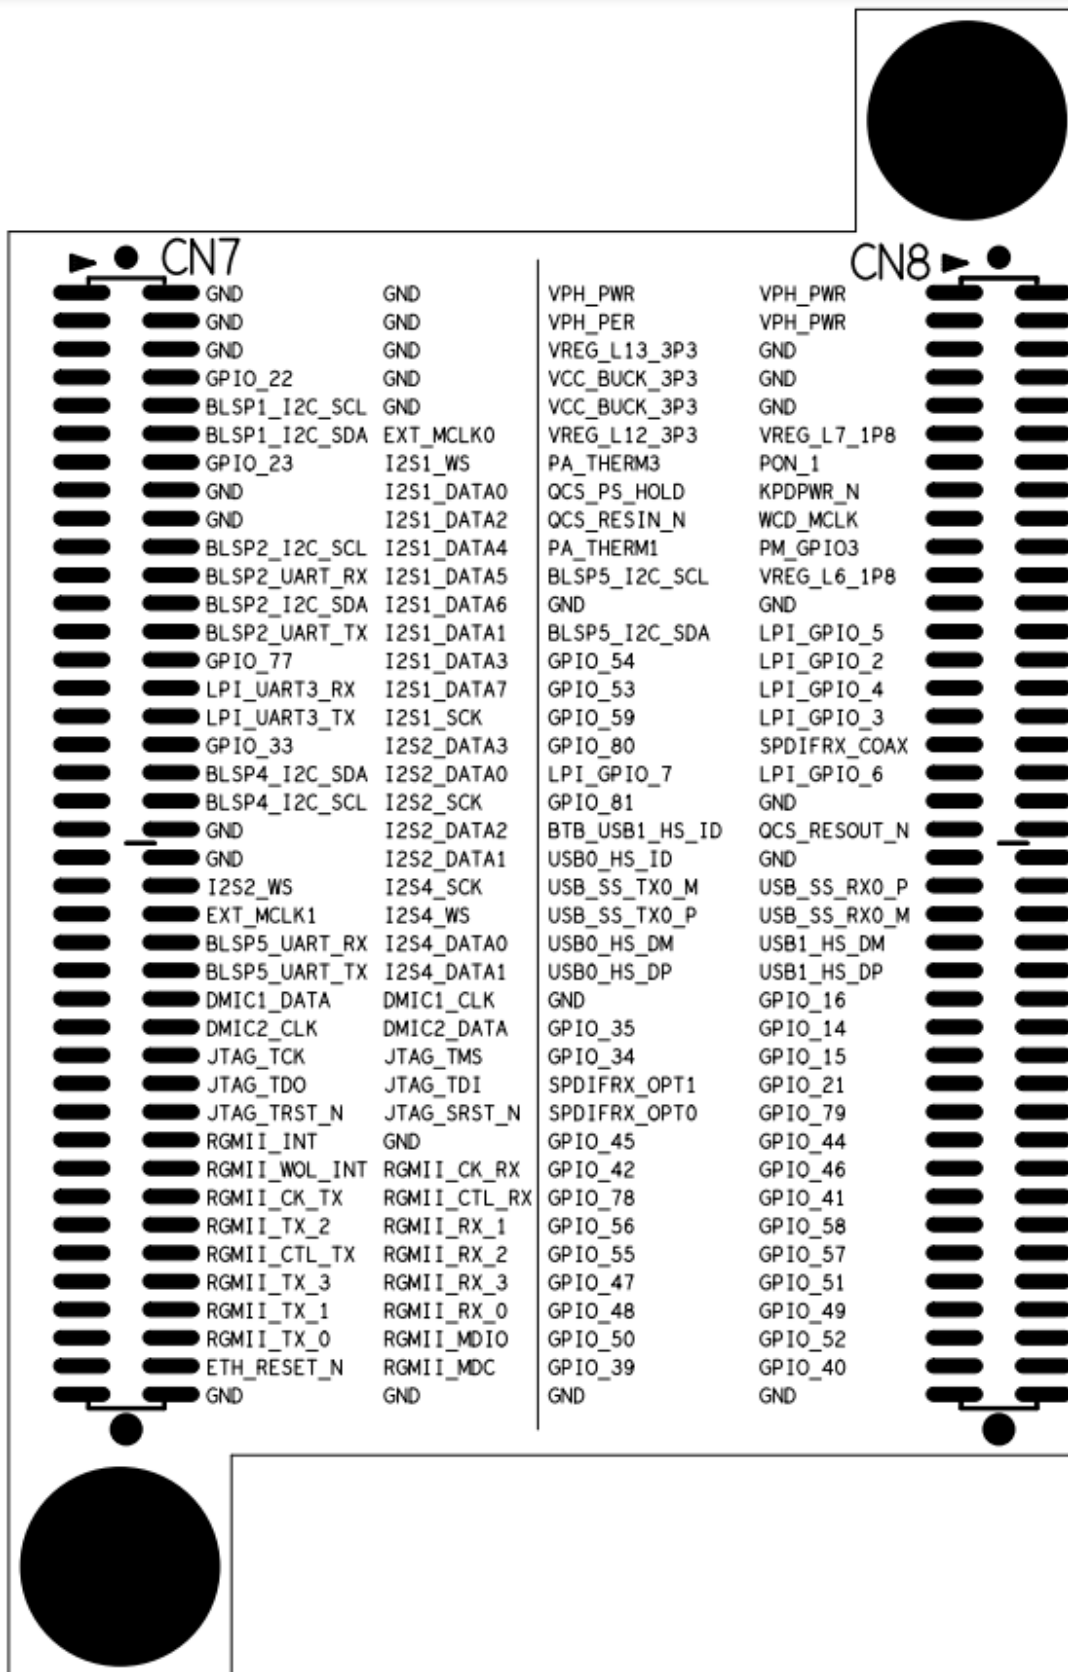 CN7 CN8
GND GND VPH_PWR VPH_PWR
GND GND VPH_PER VPH_PWR
GND GND VREG_L13_3P3 GND
GPIO_22 GND VCC_BUCK_3P3 GND
BLSP1_I2C_SCL GND VCC_BUCK_3P3 GND
BLSP1_I2C_SDA EXT_MCLK0 VREG_L12_3P3 VREG_L7_1P8
GPIO_23 I2S1_WS PA_THERM3 PON_1
GND I2S1_DATA0 QCS_PS_HOLD KPDPWR_N
GND I2S1_DATA2 QCS_RESIN_N WCD_MCLK
BLSP2_I2C_SCL I2S1_DATA4 PA_THERM1 PM_GPIO3
BLSP2_UART_RX I2S1_DATA5 BLSP5_I2C_SCL VREG_L6_1P8
BLSP2_I2C_SDA I2S1_DATA6 GND GND
BLSP2_UART_TX I2S1_DATA1 BLSP5_I2C_SDA LPI_GPIO_5
GPIO_77 I2S1_DATA3 GPIO_54 LPI_GPIO_2
LPI_UART3_RX I2S1_DATA7 GPIO_53 LPI_GPIO_4
LPI_UART3_TX I2S1_SCK GPIO_59 LPI_GPIO_3
GPIO_33 I2S2_DATA3 GPIO_80 SPDIFRX_COAX
BLSP4_I2C_SDA I2S2_DATA0 LPI_GPIO_7 LPI_GPIO_6
BLSP4_I2C_SCL I2S2_SCK GPIO_81 GND
GND I2S2_DATA2 BTB_USB1_HS_ID QCS_RESOUT_N
GND I2S2_DATA1 USB0_HS_ID GND
I2S2_WS I2S4_SCK USB_SS_TX0_M USB_SS_RX0_P
EXT_MCLK1 I2S4_WS USB_SS_TX0_P USB_SS_RX0_M
BLSP5_UART_RX I2S4_DATA0 USB0_HS_DM USB1_HS_DM
BLSP5_UART_TX I2S4_DATA1 USB0_HS_DP USB1_HS_DP
DMIC1_DATA DMIC1_CLK GND GPIO_16
DMIC2_CLK DMIC2_DATA GPIO_35 GPIO_14
JTAG_TCK JTAG_TMS GPIO_34 GPIO_15
JTAG_TDO JTAG_TDI SPDIFRX_OPT1 GPIO_21
JTAG_TRST_N JTAG_SRST_N SPDIFRX_OPT0 GPIO_79
RGMII_INT GND GPIO_45 GPIO_44
RGMII_WOL_INT RGMII_CK_RX GPIO_42 GPIO_46
RGMII_CK_TX RGMII_CTL_RX GPIO_78 GPIO_41
RGMII_TX_2 RGMII_RX_1 GPIO_56 GPIO_58
RGMII_CTL_TX RGMII_RX_2 GPIO_55 GPIO_57
RGMII_TX_3 RGMII_RX_3 GPIO_47 GPIO_51
RGMII_TX_1 RGMII_RX_0 GPIO_48 GPIO_49
RGMII_TX_0 RGMII_MDIO GPIO_50 GPIO_52
ETH_RESET_N RGMII_MDC GPIO_39 GPIO_40
GND GND GND GND